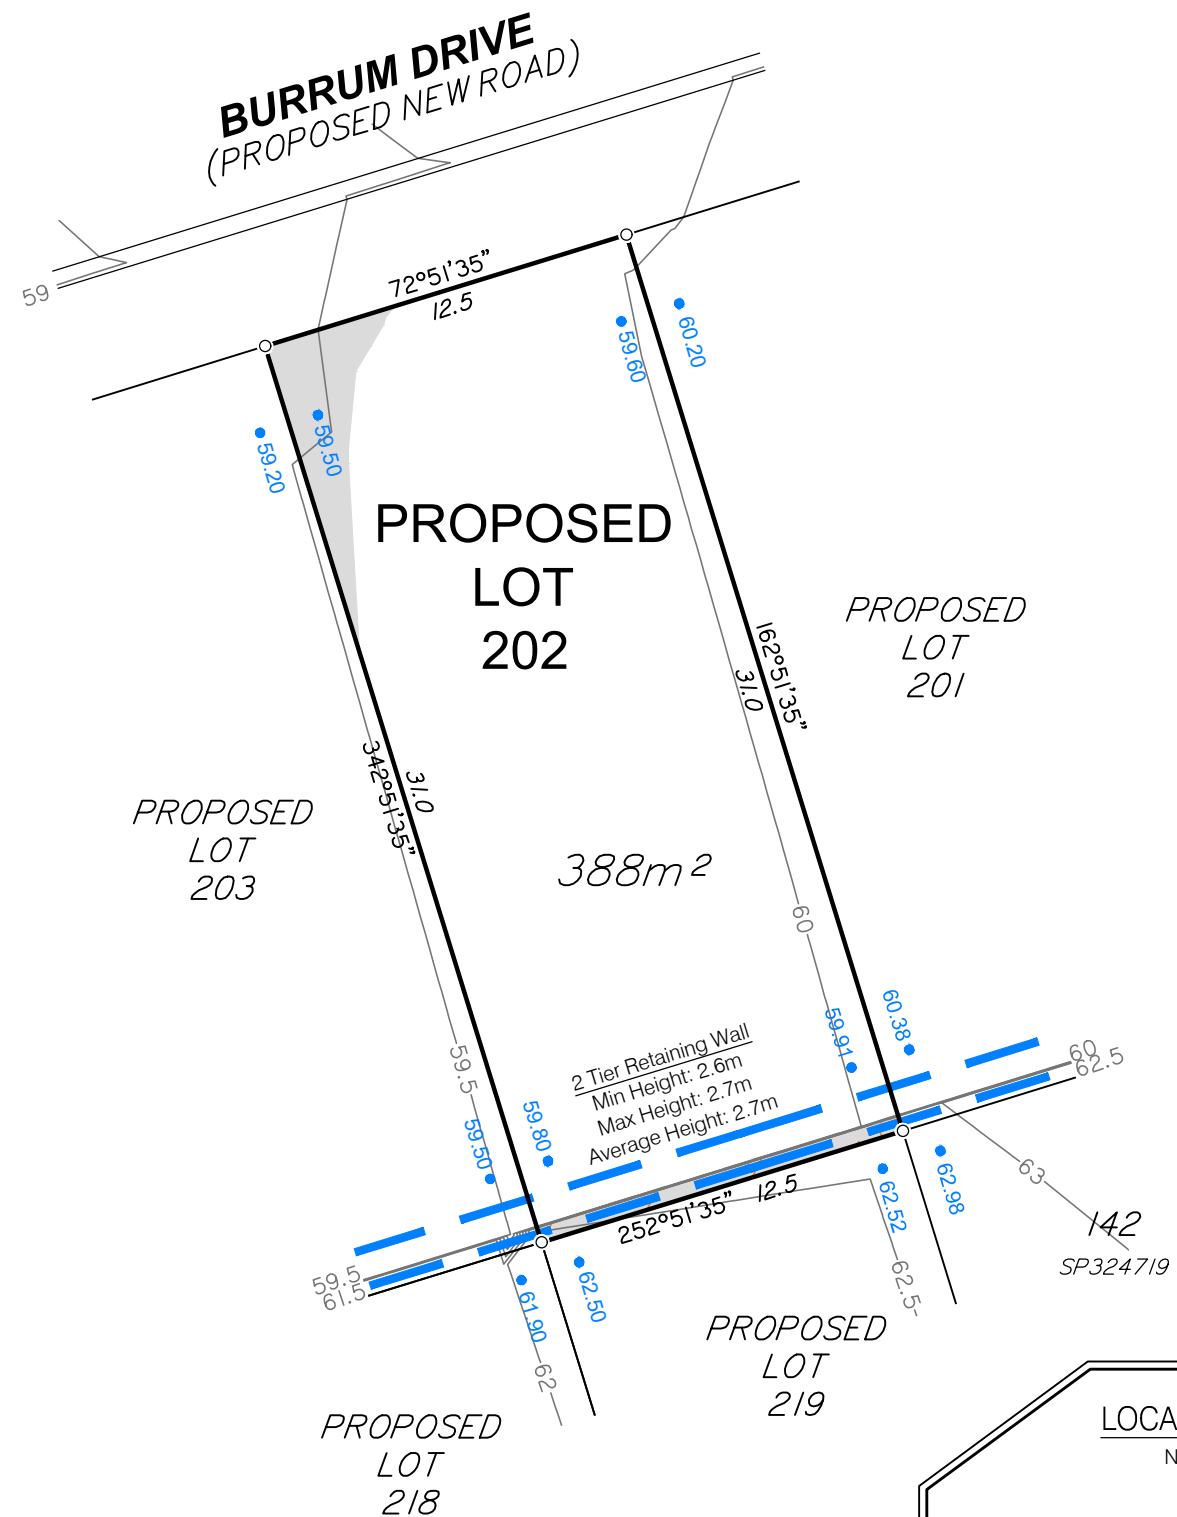 BURRUM DRIVE
(PROPOSED NEW ROAD)
59
72°51'35"
12.5
59.60
60.20
59.20
59.50
PROPOSED
LOT
202
PROPOSED
LOT
201
162°51'35"
31.0
342°51'35"
31.0
PROPOSED
LOT
203
388m²
60
59.5
2 Tier Retaining Wall
Min Height: 2.6m
Max Height: 2.7m
Average Height: 2.7m
59.91
60.38
60
62.5
59.50
59.80
252°51'35"
12.5
59.5
61.5
61.90
62.50
62.52
62.98
63
142
SP324719
62.5
62
PROPOSED
LOT
219
PROPOSED
LOT
218
LOCA
N